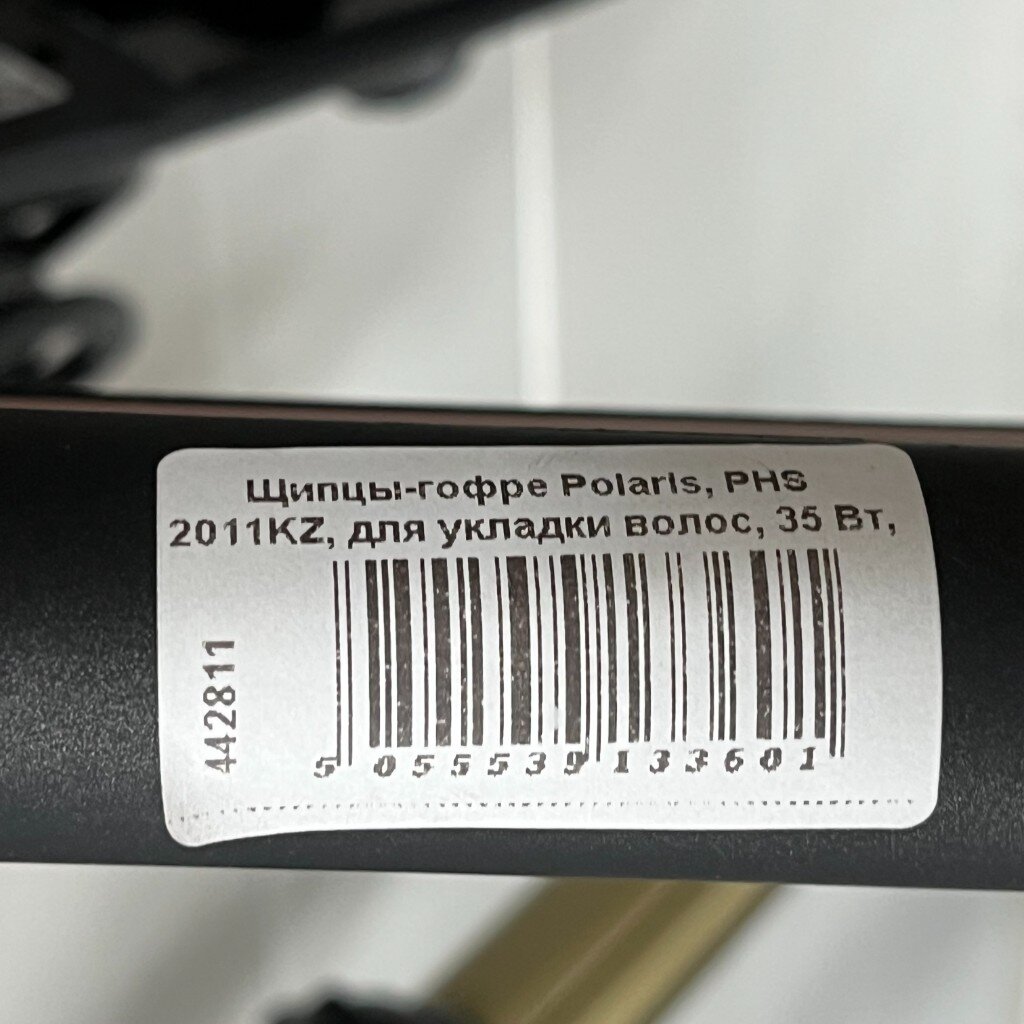 Щипцы-гофре Polaris, PHS
2011KZ, для укладки волос, 35 Вт,
442811
5 055539 133601